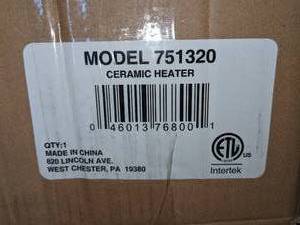 MODEL 751320
CERAMIC HEATER
0 46013 76800 1
QTY:1
MADE IN CHINA
820 LINCOLN AVE.
WEST CHESTER, PA 19380
ETL
US
Intertek